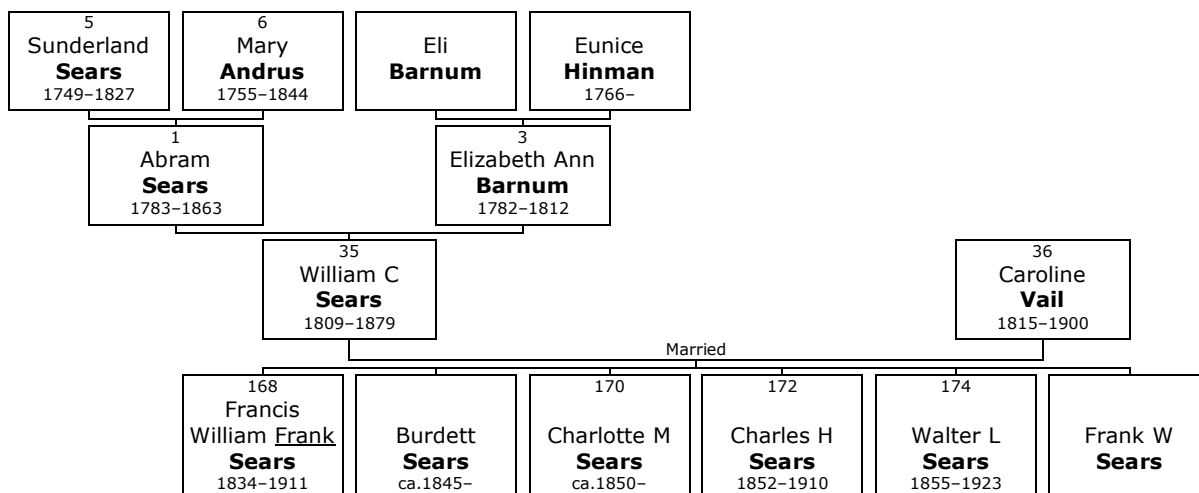 5
Sunderland
Sears
1749–1827
6
Mary
Andrus
1755–1844
Eli
Barnum
Eunice
Hinman
1766–
1
Abram
Sears
1783–1863
3
Elizabeth Ann
Barnum
1782–1812
35
William C
Sears
1809–1879
36
Caroline
Vail
1815–1900
Married
168
Francis
William Frank
Sears
1834–1911
Burdett
Sears
ca.1845–
170
Charlotte M
Sears
ca.1850–
172
Charles H
Sears
1852–1910
174
Walter L
Sears
1855–1923
Frank W
Sears